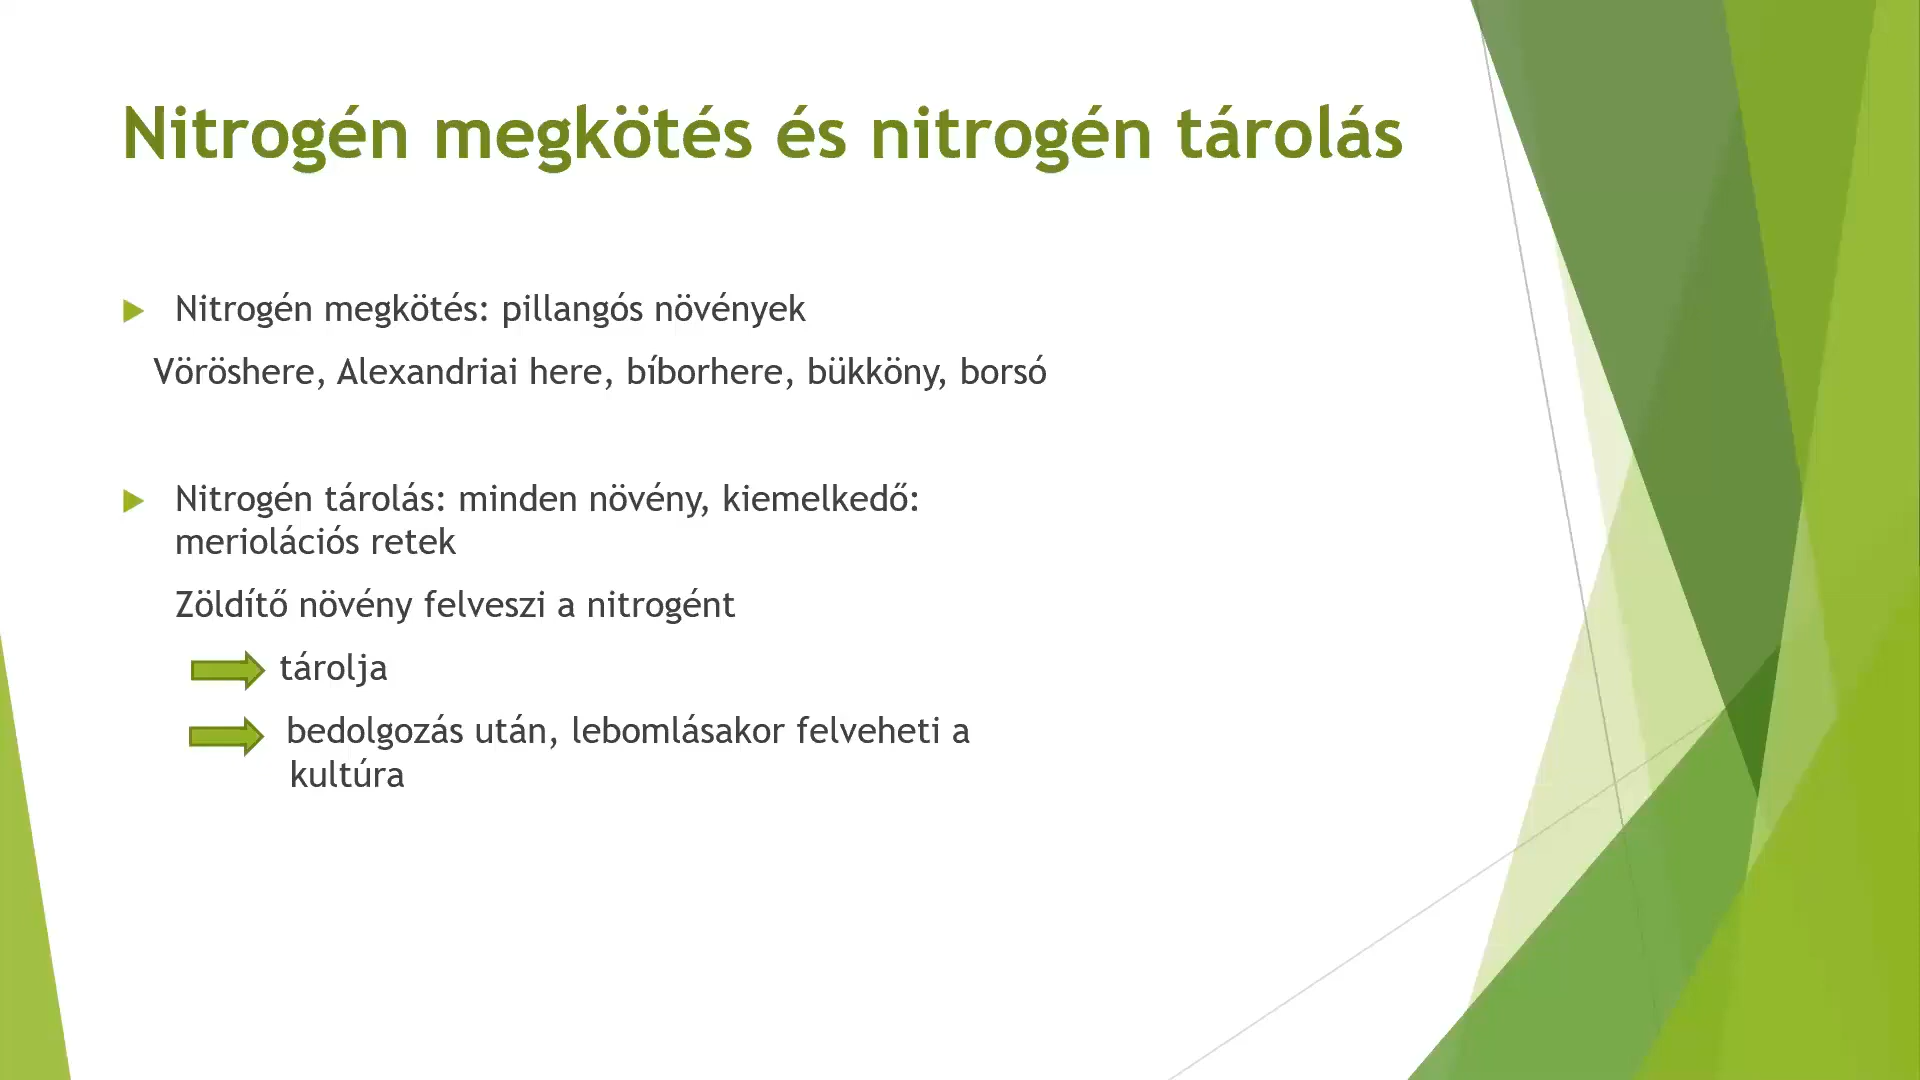 Nitrogén megkötés és nitrogén tárolás
Nitrogén megkötés: pillangós növények
Vöröshere, Alexandriai here, bíborhere, bükköny, borsó
Nitrogén tárolás: minden növény, kiemelkedő:
meriolációs retek
Zöldítő növény felveszi a nitrogént
tárolja
bedolgozás után, lebomlásakor felveheti a
kultúra